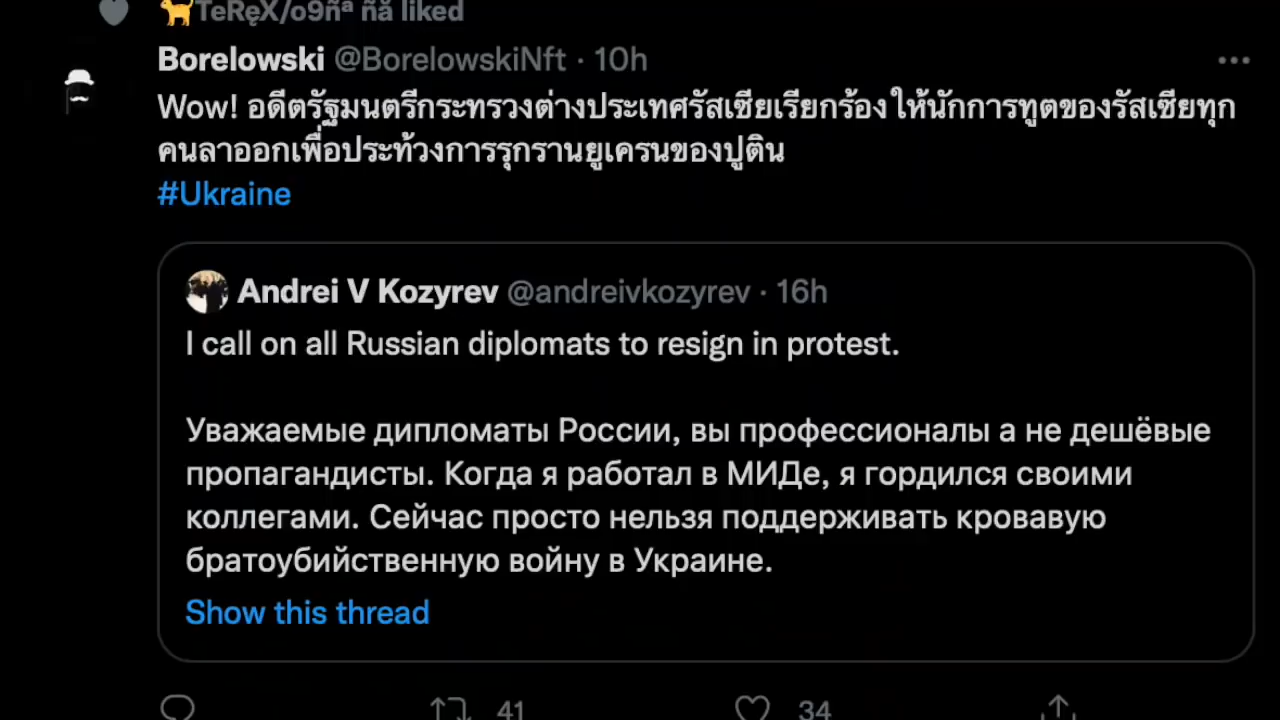 TeRęX/o9ñª ñå liked
Borelowski @BorelowskiNft · 10h
Wow! อดีตรัฐมนตรีกระทรวงต่างประเทศรัสเซียเรียกร้องให้นักการทูตของรัสเซียทุก
คนลาออกเพื่อประท้วงการรุกรานยูเครนของปูติน
#Ukraine
Andrei V Kozyrev @andreivkozyrev · 16h
I call on all Russian diplomats to resign in protest.
Уважаемые дипломаты России, вы профессионалы а не дешёвые
пропагандисты. Когда я работал в МИДе, я гордился своими
коллегами. Сейчас просто нельзя поддерживать кровавую
братоубийственную войну в Украине.
Show this thread
41 34